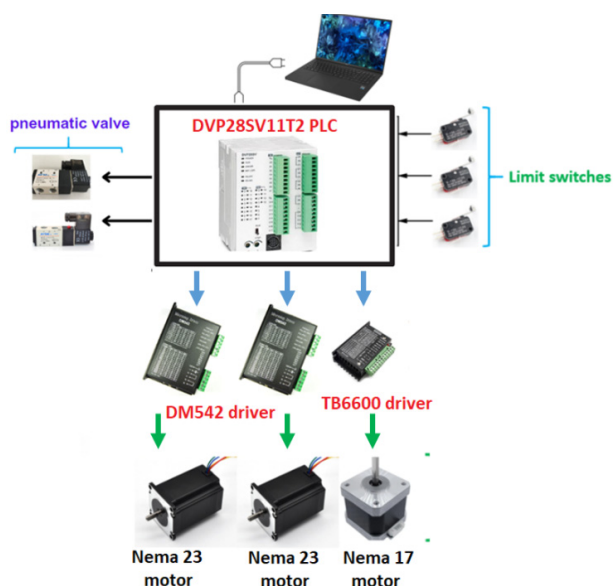 pneumatic valve
DVP28SV11T2 PLC
Limit switches
DM542 driver
TB6600 driver
Nema 23
motor
Nema 23
motor
Nema 17
motor